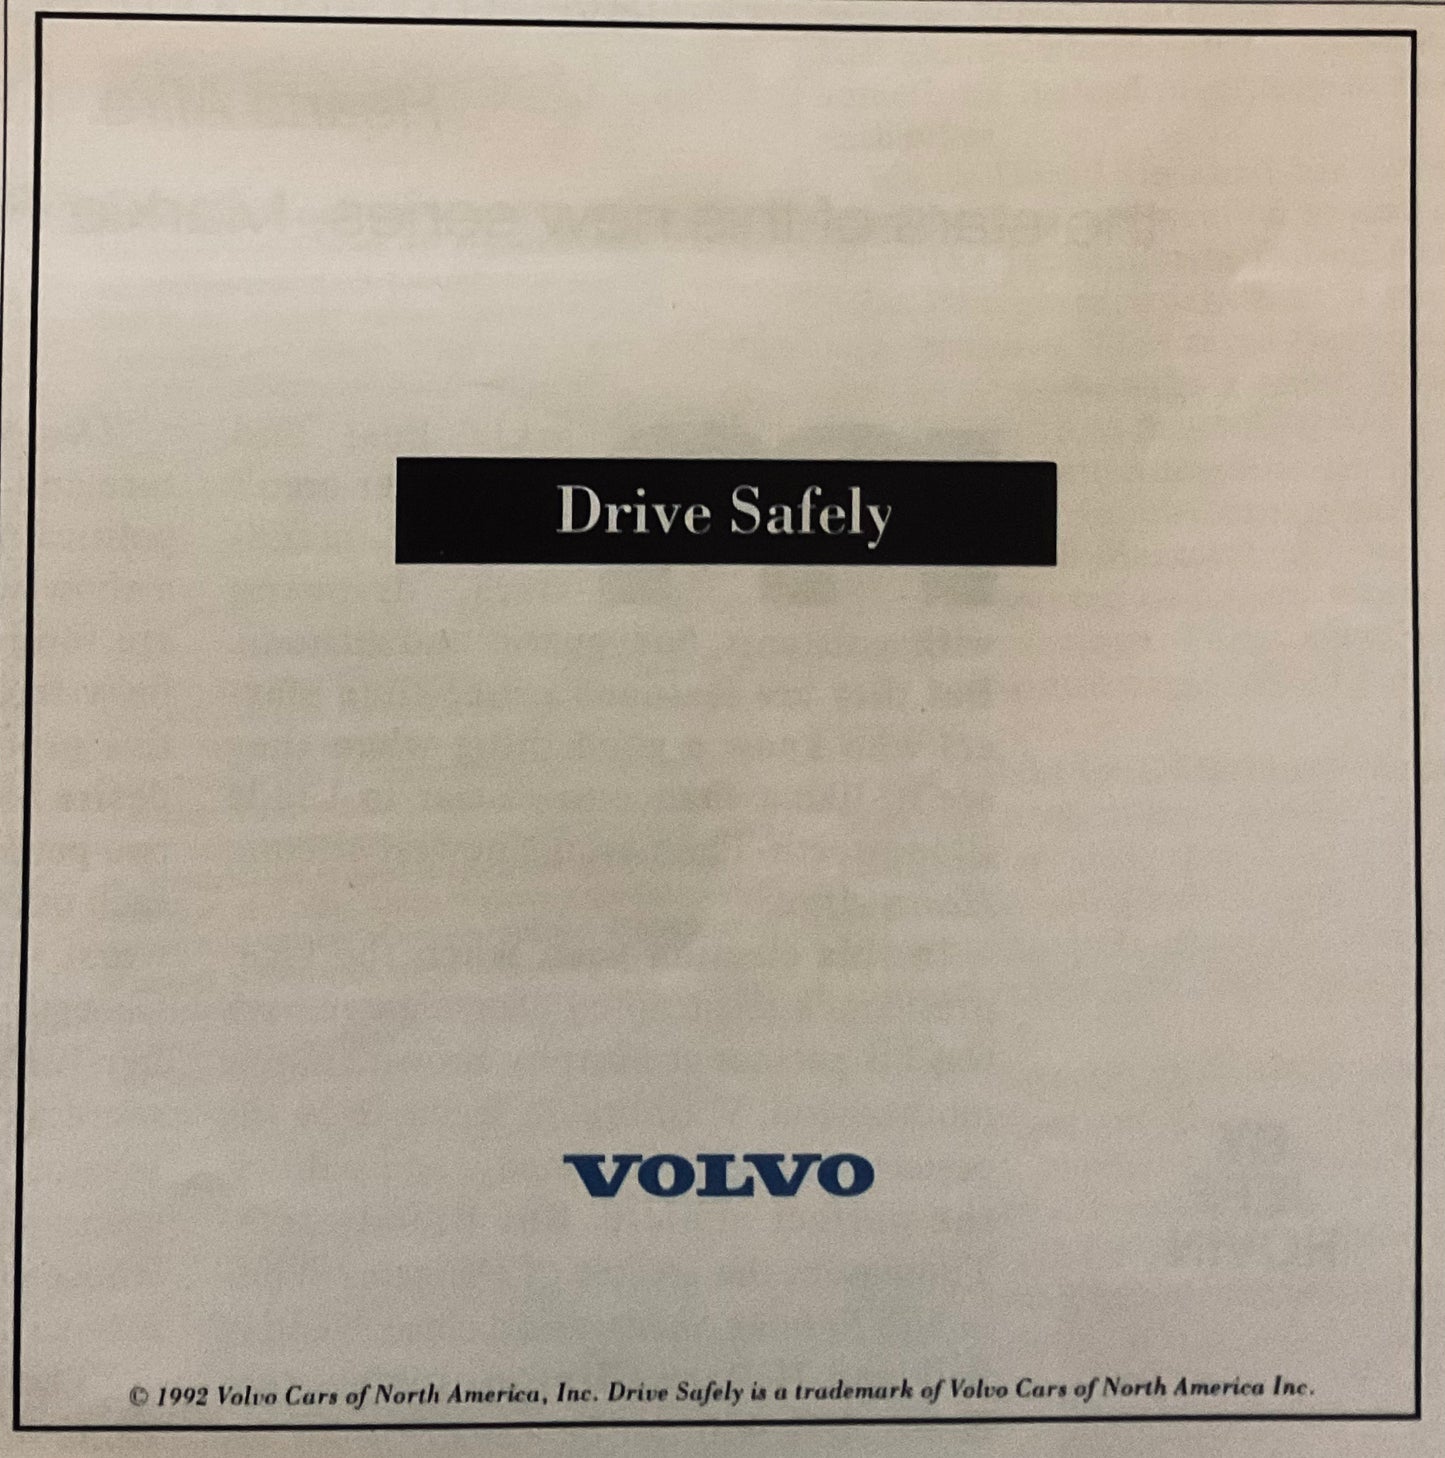 Drive Safely
VOLVO
© 1992 Volvo Cars of North America, Inc. Drive Safely is a trademark of Volvo Cars of North America Inc.